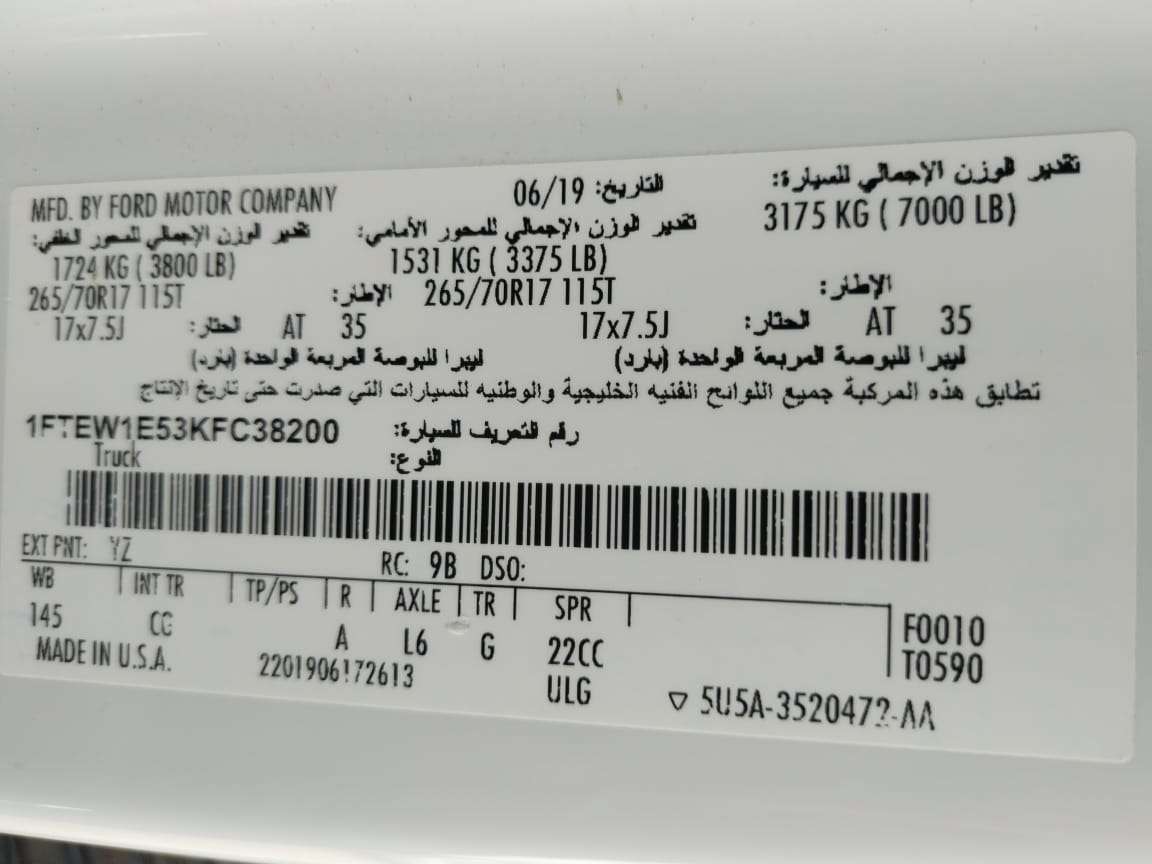 MFD. BY FORD MOTOR COMPANY 06/19 التاريخ: تقدير الوزن الإجمالي للسيارة:
تقدير الوزن الإجمالي للمحور الخلفي: تقدير الوزن الإجمالي للمحور الأمامي: 3175 KG ( 7000 LB)
1724 KG ( 3800 LB) 1531 KG ( 3375 LB)
265/70R17 115T الإطار: 265/70R17 115T الإطار:
17x7.5J الحتار: AT 35 17x7.5J الحتار: AT 35
ليبرا للبوصة المربعة الواحدة (بارد) ليبرا للبوصة المربعة الواحدة (بارد)
تطابق هذه المركبة جميع اللوائح الفنيه الخليجية والوطنيه للسيارات التي صدرت حتى تاريخ الإنتاج
1FTEW1E53KFC38200 رقم التعريف للسيارة:
Truck النوع:
EXT PNT: YZ RC: 9B DSO:
WB INT TR TP/PS R AXLE TR SPR F0010
145 CG A L6 G 22CC T0590
MADE IN U.S.A. 2201906172613 ULG ▽ 5U5A-3520472-AA